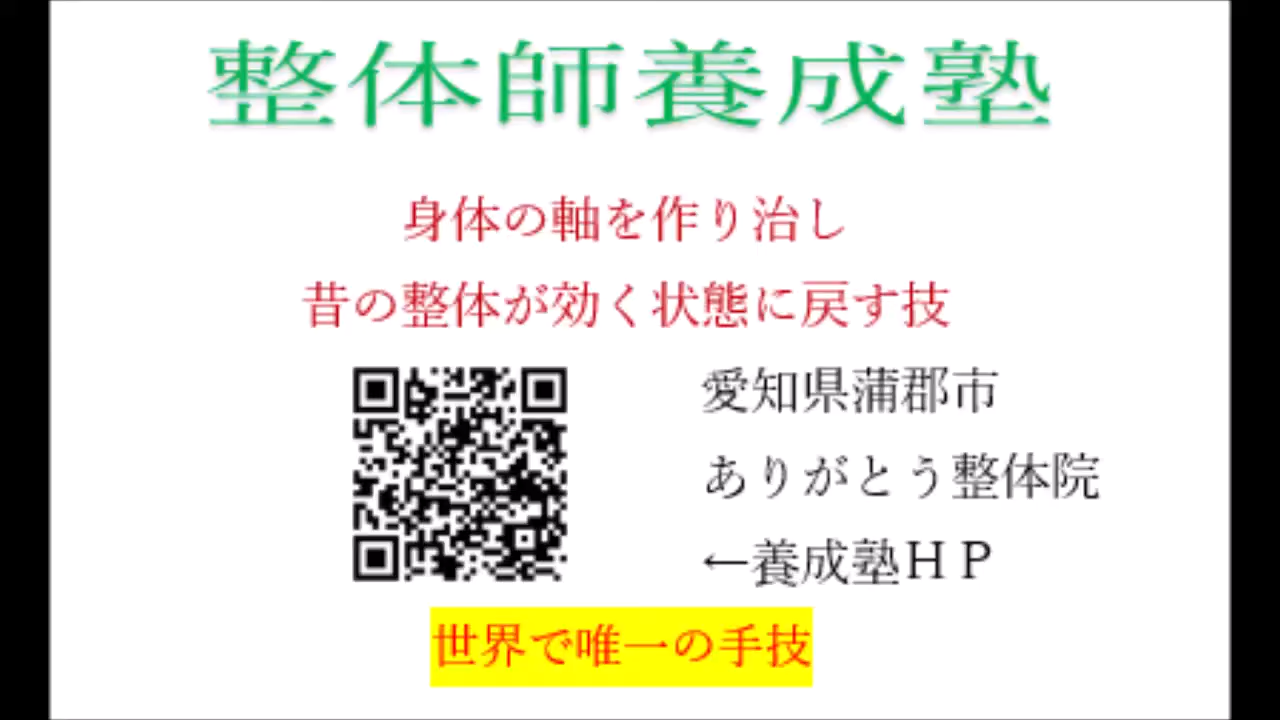 整体師養成塾
身体の軸を作り治し
昔の整体が効く状態に戻す技
愛知県蒲郡市
ありがとう整体院
←養成塾ＨＰ
世界で唯一の手技